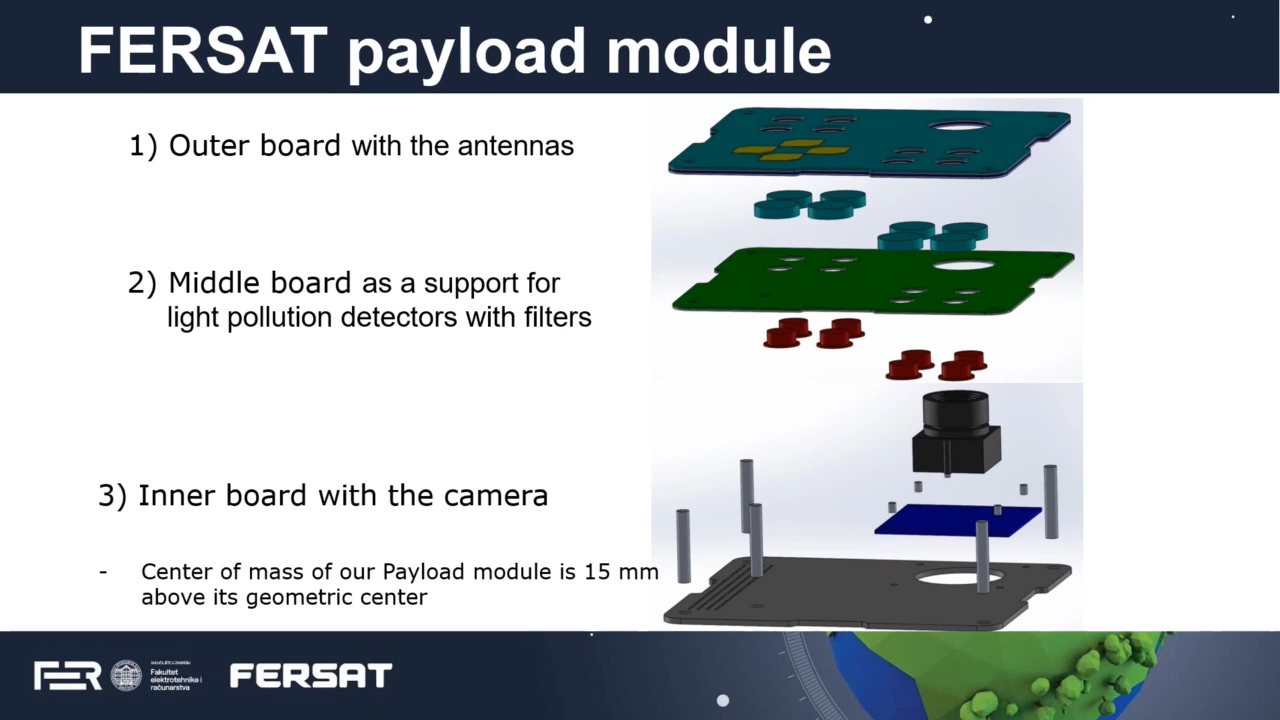 FERSAT payload module
1) Outer board with the antennas
2) Middle board as a support for
light pollution detectors with filters
3) Inner board with the camera
- Center of mass of our Payload module is 15 mm
above its geometric center
FER
Fakultet
elektrotehnike i
računarstva
FERSAT